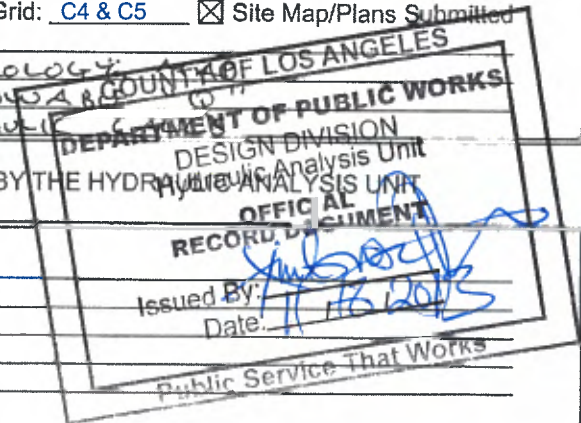 Grid: C4 & C5 ☒ Site Map/Plans Submitted
COUNTY OF LOS ANGELES
DEPARTMENT OF PUBLIC WORKS
DESIGN DIVISION
Hydraulic Analysis Unit
BY THE HYDRAULIC ANALYSIS UNIT
OFFICIAL
RECORD DOCUMENT
Issued By:
Date:
Public Service That Works